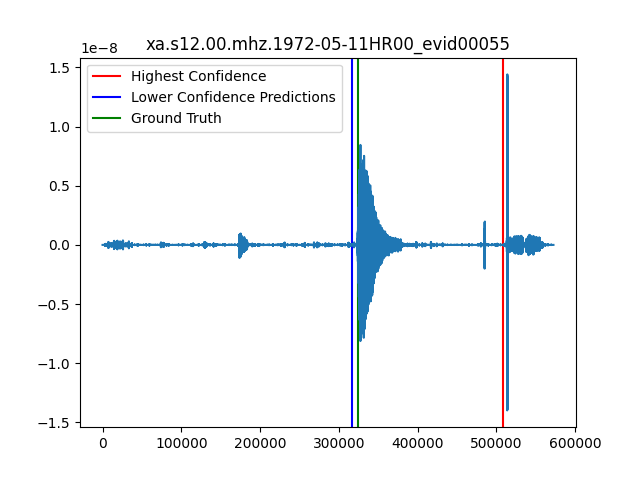 xa.s12.00.mhz.1972-05-11HR00_evid00055
1e−8
Highest Confidence
Lower Confidence Predictions
Ground Truth
1.5
1.0
0.5
0.0
−0.5
−1.0
−1.5
0 100000 200000 300000 400000 500000 600000